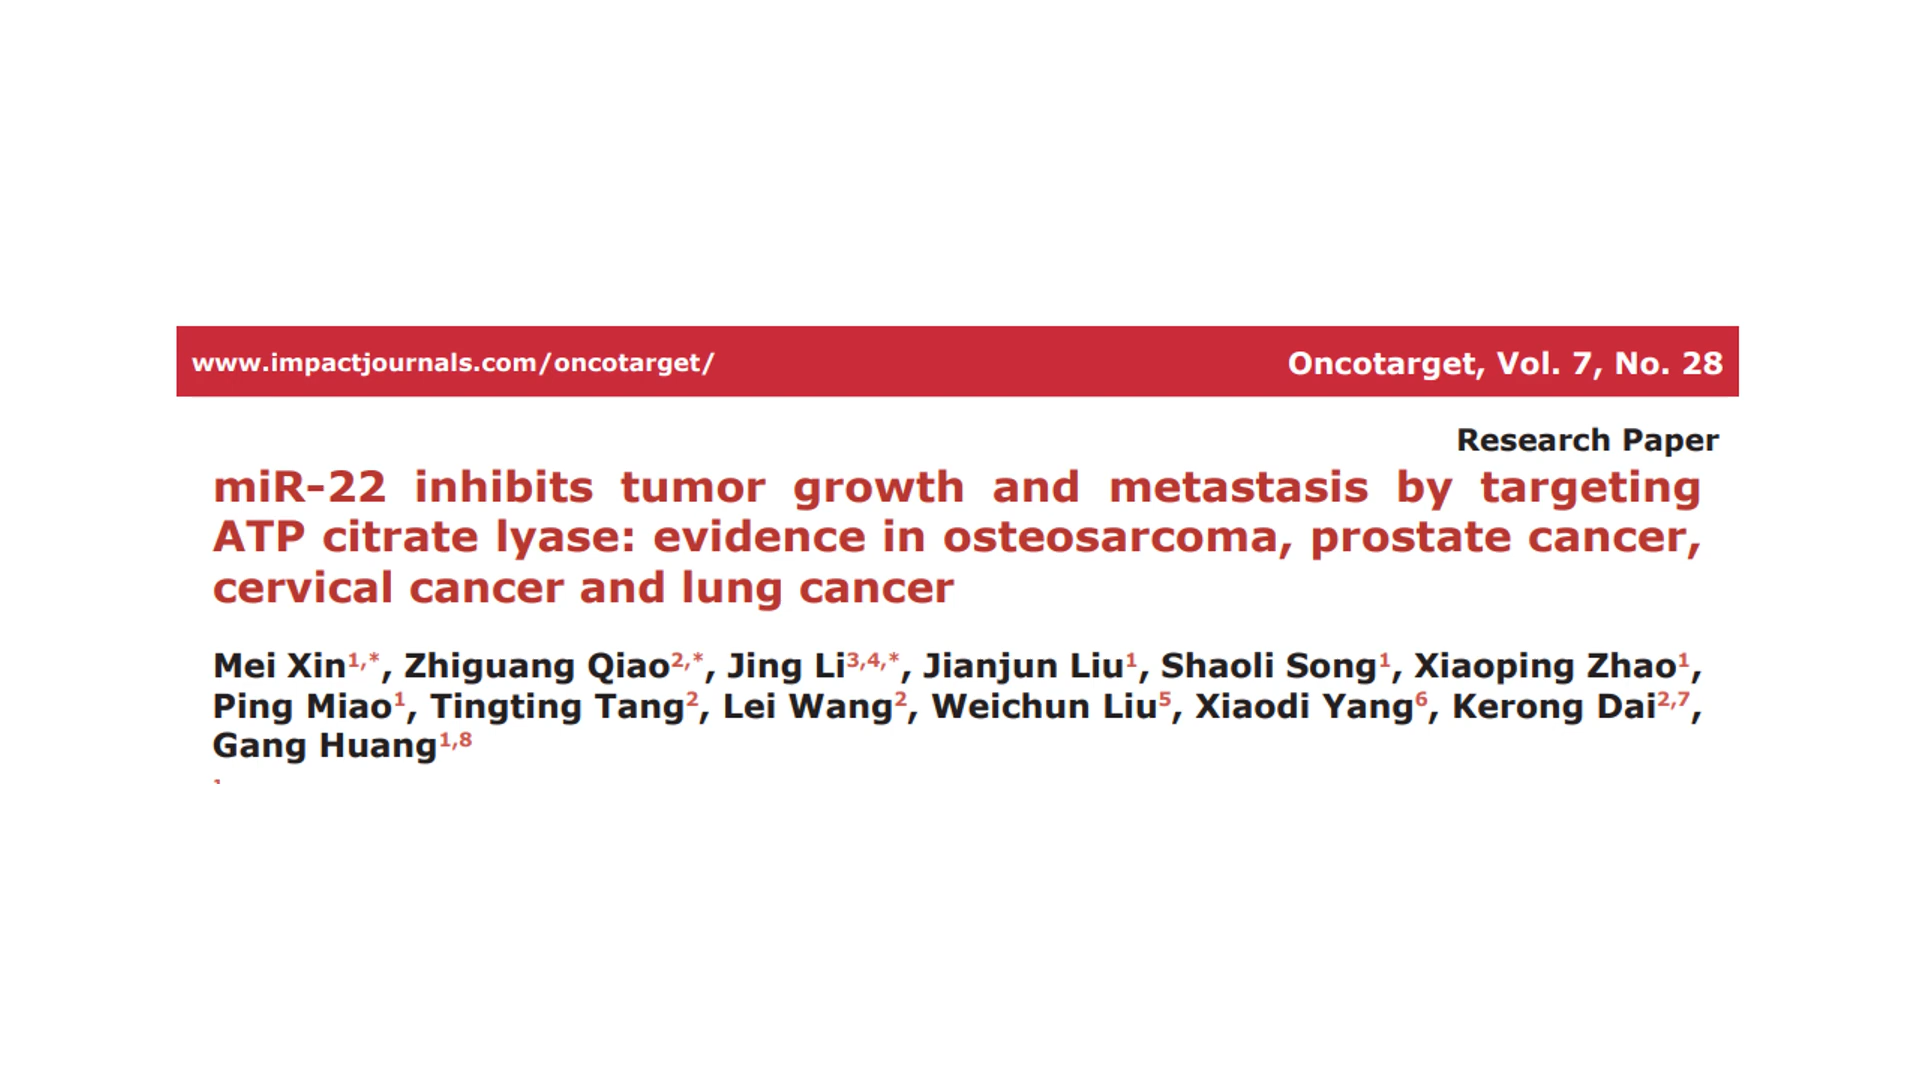 www.impactjournals.com/oncotarget/ Oncotarget, Vol. 7, No. 28
Research Paper
miR-22 inhibits tumor growth and metastasis by targeting
ATP citrate lyase: evidence in osteosarcoma, prostate cancer,
cervical cancer and lung cancer
Mei Xin1,*, Zhiguang Qiao2,*, Jing Li3,4,*, Jianjun Liu1, Shaoli Song1, Xiaoping Zhao1,
Ping Miao1, Tingting Tang2, Lei Wang2, Weichun Liu5, Xiaodi Yang6, Kerong Dai2,7,
Gang Huang1,8